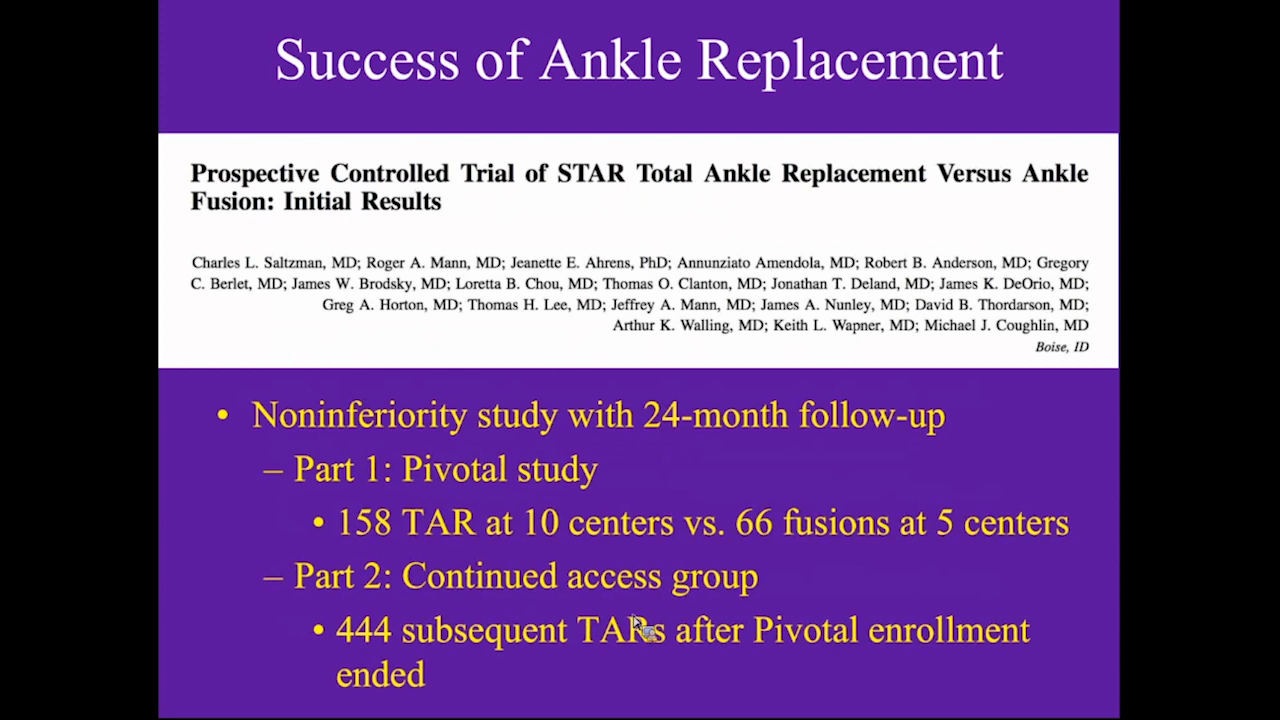 Success of Ankle Replacement
Prospective Controlled Trial of STAR Total Ankle Replacement Versus Ankle
Fusion: Initial Results
Charles L. Saltzman, MD; Roger A. Mann, MD; Jeanette E. Ahrens, PhD; Annunziato Amendola, MD; Robert B. Anderson, MD; Gregory
C. Berlet, MD; James W. Brodsky, MD; Loretta B. Chou, MD; Thomas O. Clanton, MD; Jonathan T. Deland, MD; James K. DeOrio, MD;
Greg A. Horton, MD; Thomas H. Lee, MD; Jeffrey A. Mann, MD; James A. Nunley, MD; David B. Thordarson, MD;
Arthur K. Walling, MD; Keith L. Wapner, MD; Michael J. Coughlin, MD
Boise, ID
• Noninferiority study with 24-month follow-up
– Part 1: Pivotal study
• 158 TAR at 10 centers vs. 66 fusions at 5 centers
– Part 2: Continued access group
• 444 subsequent TARs after Pivotal enrollment
ended